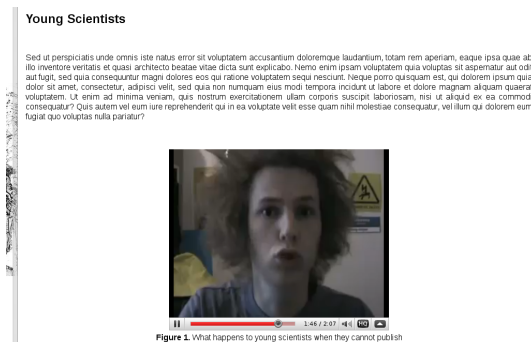 Young Scientists
Sed ut perspiciatis unde omnis iste natus error sit voluptatem accusantium doloremque laudantium, totam rem aperiam, eaque ipsa quae ab
illo inventore veritatis et quasi architecto beatae vitae dicta sunt explicabo. Nemo enim ipsam voluptatem quia voluptas sit aspernatur aut odit
aut fugit, sed quia consequuntur magni dolores eos qui ratione voluptatem sequi nesciunt. Neque porro quisquam est, qui dolorem ipsum quia
dolor sit amet, consectetur, adipisci velit, sed quia non numquam eius modi tempora incidunt ut labore et dolore magnam aliquam quaerat
voluptatem. Ut enim ad minima veniam, quis nostrum exercitationem ullam corporis suscipit laboriosam, nisi ut aliquid ex ea commodi
consequatur? Quis autem vel eum iure reprehenderit qui in ea voluptate velit esse quam nihil molestiae consequatur, vel illum qui dolorem eum
fugiat quo voluptas nulla pariatur?
1:46 / 2:07 HQ
Figure 1. What happens to young scientists when they cannot publish